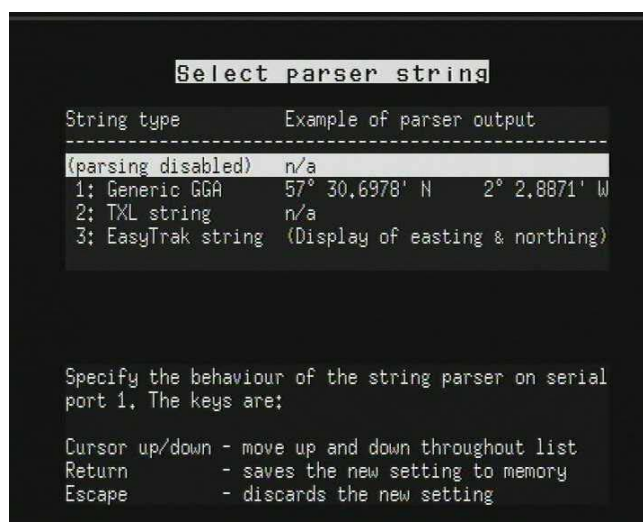 Select parser string
String type Example of parser output
(parsing disabled) n/a
1: Generic GGA 57° 30.6978' N 2° 2.8871' W
2: TXL string n/a
3: EasyTrak string (Display of easting & northing)
Specify the behaviour of the string parser on serial
port 1. The keys are:
Cursor up/down - move up and down throughout list
Return - saves the new setting to memory
Escape - discards the new setting